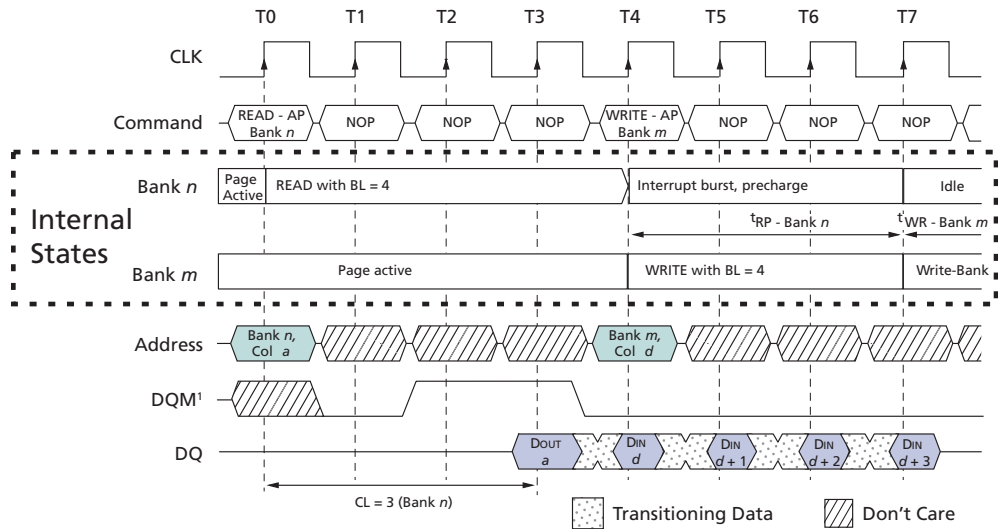 T0 T1 T2 T3 T4 T5 T6 T7
CLK
Command
READ - AP
Bank n
NOP
NOP
NOP
WRITE - AP
Bank m
NOP
NOP
NOP
Internal
States
Bank n
Page
Active
READ with BL = 4
Interrupt burst, precharge
Idle
tRP - Bank n
tWR - Bank m
Bank m
Page active
WRITE with BL = 4
Write-Bank
Address
Bank n,
Col a
Bank m,
Col d
DQM1
DQ
DOUT
a
DIN
d
DIN
d + 1
DIN
d + 2
DIN
d + 3
CL = 3 (Bank n)
Transitioning Data
Don't Care